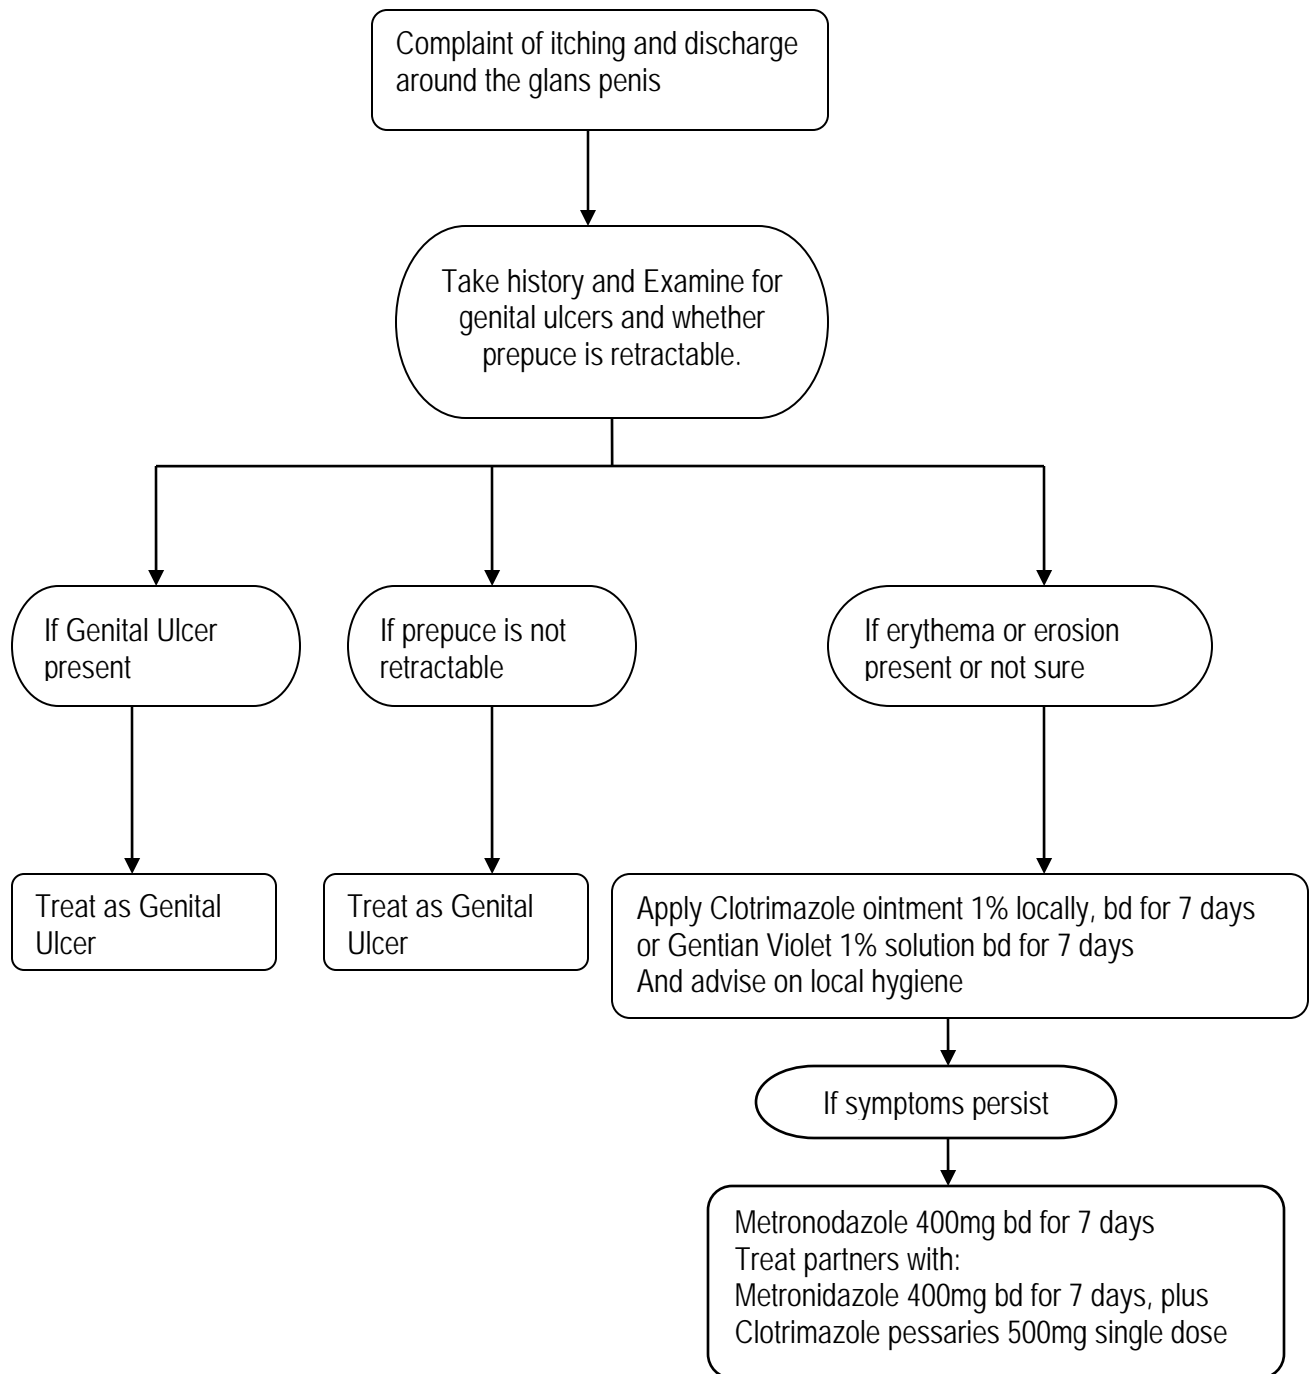 Complaint of itching and discharge
around the glans penis
Take history and Examine for
genital ulcers and whether
prepuce is retractable.
If Genital Ulcer
present
If prepuce is not
retractable
If erythema or erosion
present or not sure
Treat as Genital
Ulcer
Treat as Genital
Ulcer
Apply Clotrimazole ointment 1% locally, bd for 7 days
or Gentian Violet 1% solution bd for 7 days
And advise on local hygiene
If symptoms persist
Metronodazole 400mg bd for 7 days
Treat partners with:
Metronidazole 400mg bd for 7 days, plus
Clotrimazole pessaries 500mg single dose